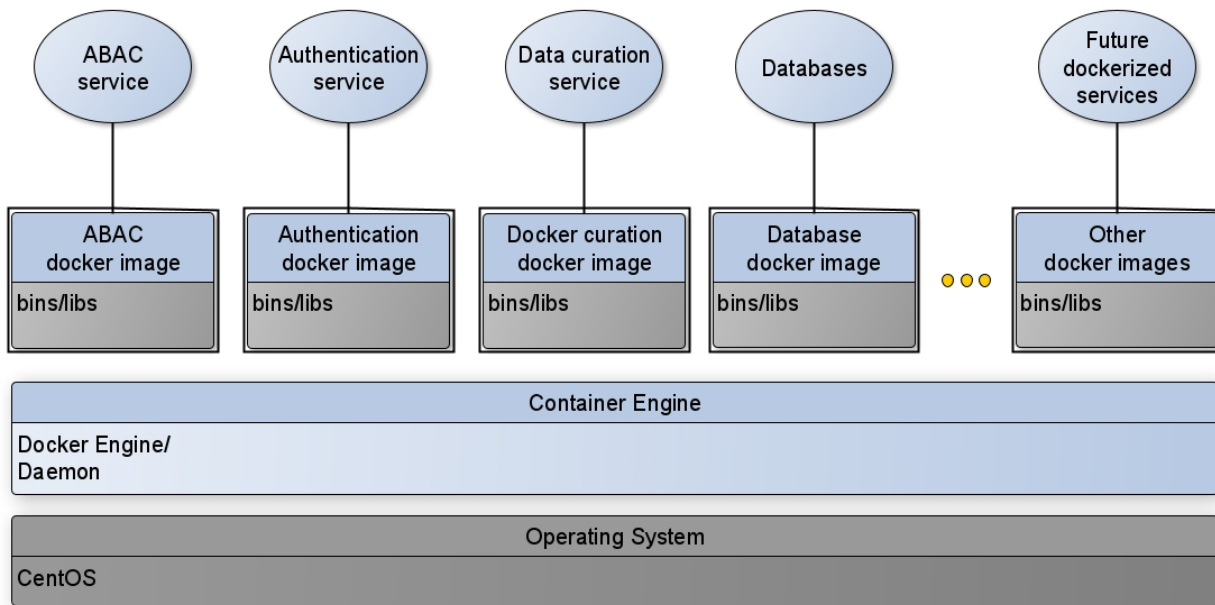 ABAC
service
Authentication
service
Data curation
service
Databases
Future
dockerized
services
ABAC
docker image
bins/libs
Authentication
docker image
bins/libs
Docker curation
docker image
bins/libs
Database
docker image
bins/libs
Other
docker images
bins/libs
Container Engine
Docker Engine/
Daemon
Operating System
CentOS